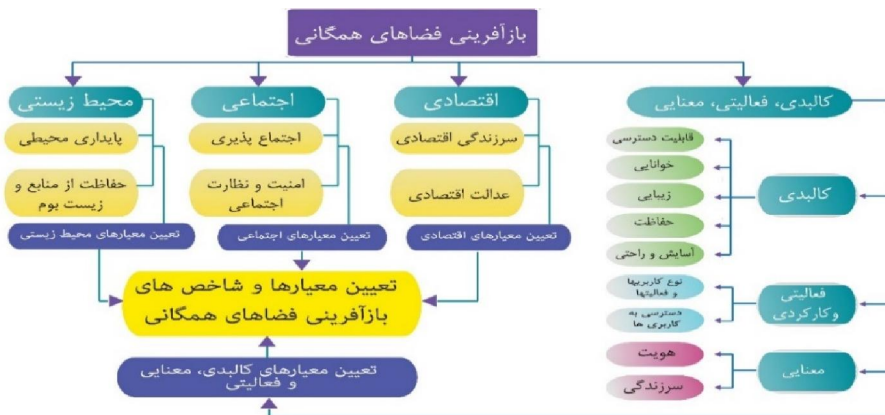 بازآفرینی فضاهای همگانی
کالبدی، فعالیتی، معنایی
اقتصادی
اجتماعی
محیط زیستی
سرزندگی اقتصادی
اجتماع پذیری
پایداری محیطی
عدالت اقتصادی
امنیت و نظارت
اجتماعی
حفاظت از منابع و
زیست بوم
تعیین معیارهای اقتصادی
تعیین معیارهای اجتماعی
تعیین معیارهای محیط زیستی
کالبدی
قابلیت دسترسی
خوانایی
زیبایی
حفاظت
آسایش و راحتی
فعالیتی
وکارکردی
نوع کاربریها
و فعالیتها
دسترسی به
کاربری ها
معنایی
هویت
سرزندگی
تعیین معیارها و شاخص های
بازآفرینی فضاهای همگانی
تعیین معیارهای کالبدی، معنایی
و فعالیتی